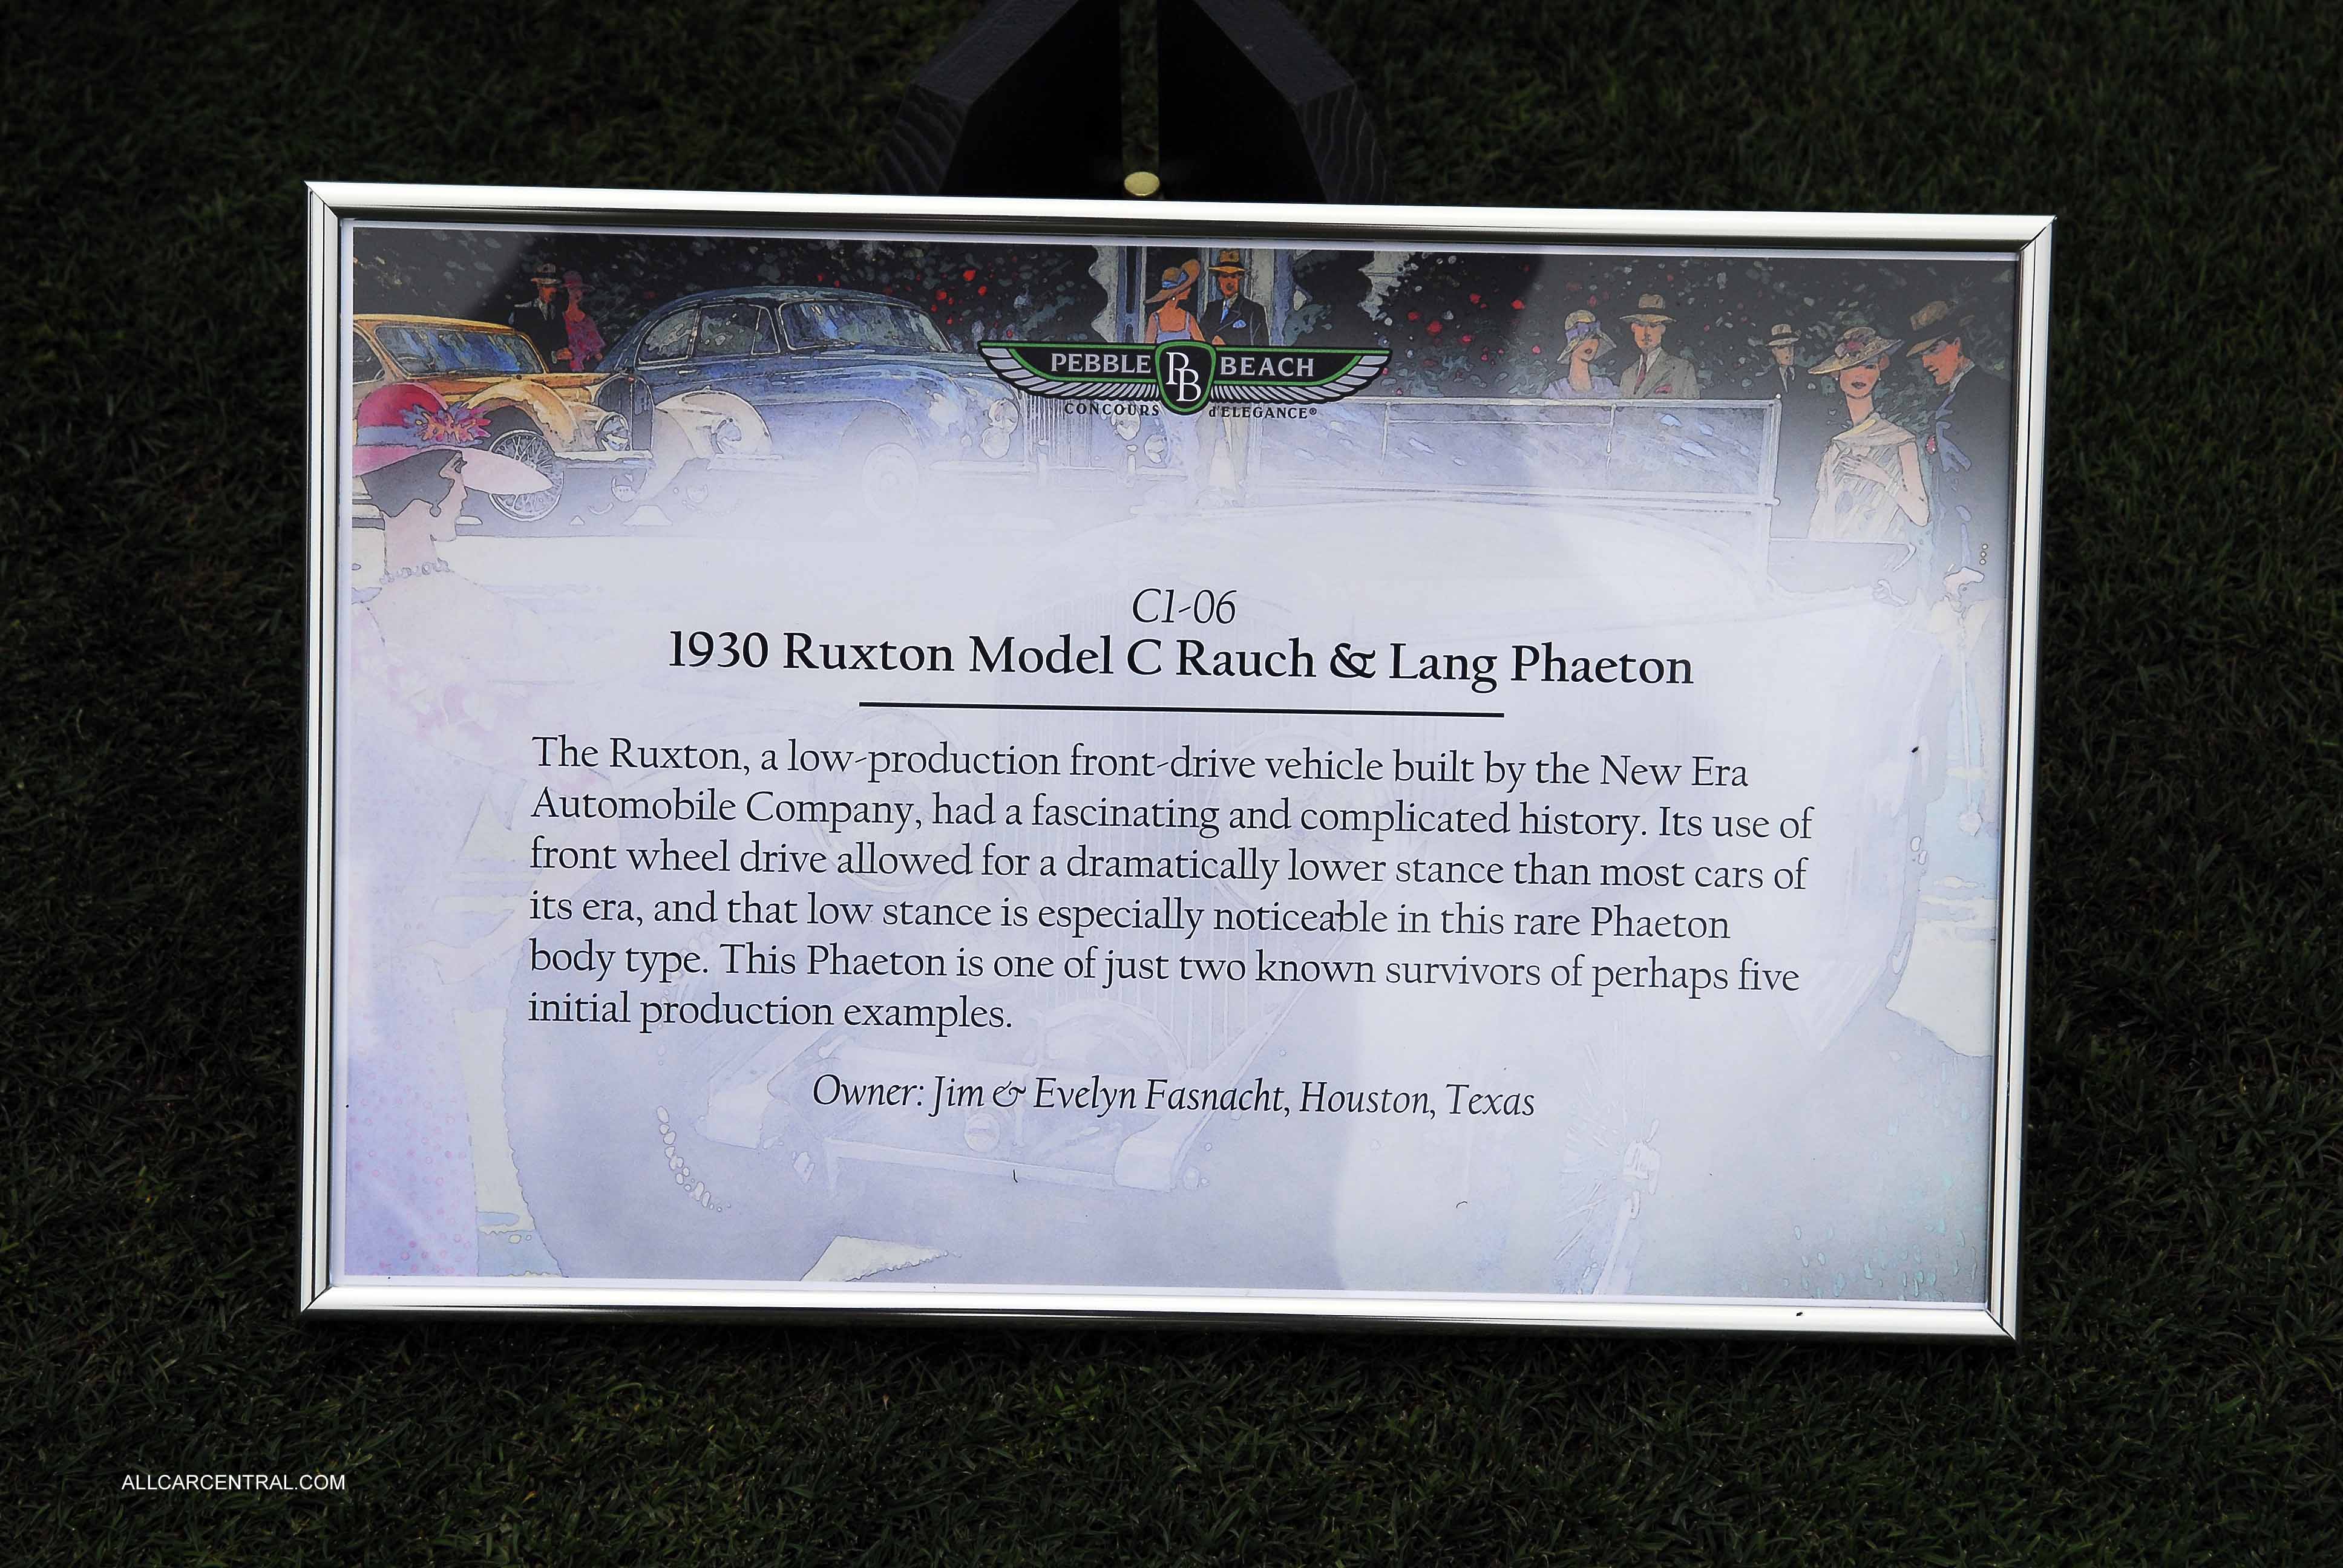 PEBBLE PB BEACH
CONCOURS d'ELEGANCE®
C1-06
1930 Ruxton Model C Rauch & Lang Phaeton
The Ruxton, a low-production front-drive vehicle built by the New Era
Automobile Company, had a fascinating and complicated history. Its use of
front wheel drive allowed for a dramatically lower stance than most cars of
its era, and that low stance is especially noticeable in this rare Phaeton
body type. This Phaeton is one of just two known survivors of perhaps five
initial production examples.
Owner: Jim & Evelyn Fasnacht, Houston, Texas
ALLCARCENTRAL.COM